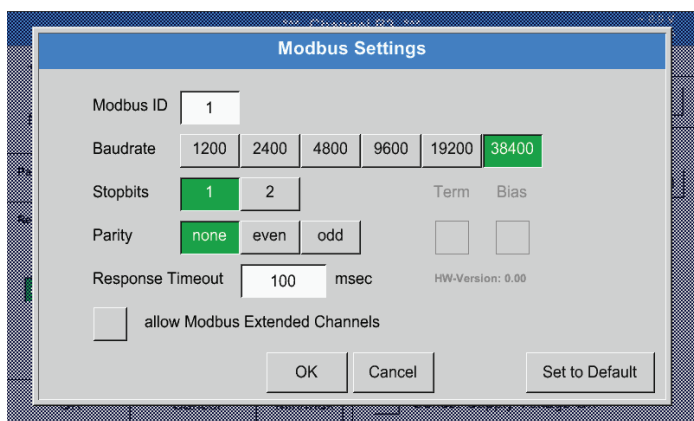 *** Channel B3 ***
Modbus Settings
Modbus ID 1
Baudrate 1200 2400 4800 9600 19200 38400
Stopbits 1 2 Term Bias
Parity none even odd
Response Timeout 100 msec HW-Version: 0.00
allow Modbus Extended Channels
OK Cancel Set to Default